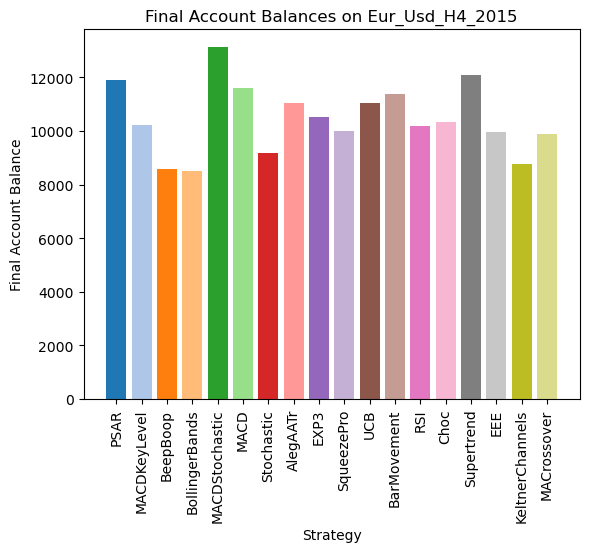 Final Account Balances on Eur_Usd_H4_2015
Final Account Balance
12000
10000
8000
6000
4000
2000
0
PSAR
MACDKeyLevel
BeepBoop
BollingerBands
MACDStochastic
MACD
Stochastic
AlegAATr
EXP3
SqueezePro
UCB
BarMovement
RSI
Choc
Supertrend
EEE
KeltnerChannels
MACrossover
Strategy